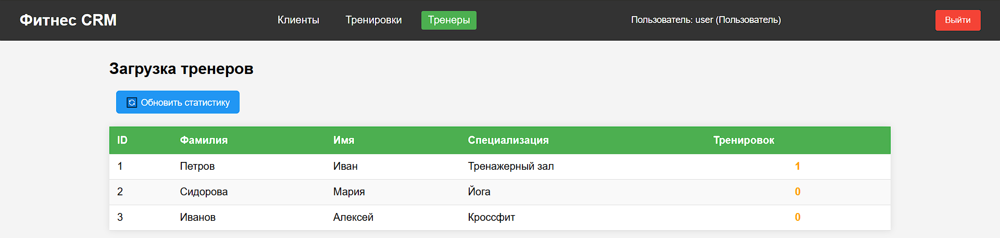 Фитнес CRM Клиенты Тренировки Тренеры Пользователь: user (Пользователь) Выйти
Загрузка тренеров
Обновить статистику
ID Фамилия Имя Специализация Тренировок
1 Петров Иван Тренажерный зал 1
2 Сидорова Мария Йога 0
3 Иванов Алексей Кроссфит 0